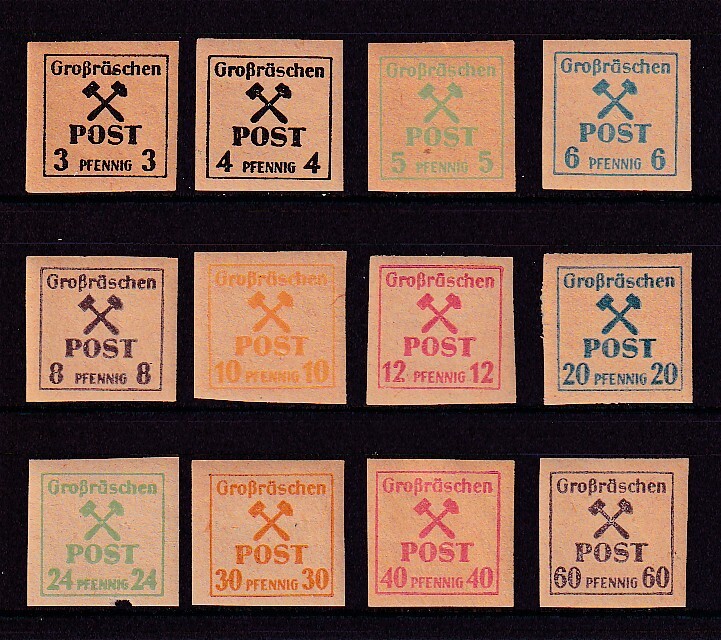 Großräschen
POST
3 PFENNIG 3
Großräschen
POST
4 PFENNIG 4
Großräschen
POST
5 PFENNIG 5
Großräschen
POST
6 PFENNIG 6
Großräschen
POST
8 PFENNIG 8
Großräschen
POST
10 PFENNIG 10
Großräschen
POST
12 PFENNIG 12
Großräschen
POST
20 PFENNIG 20
Großräschen
POST
24 PFENNIG 24
Großräschen
POST
30 PFENNIG 30
Großräschen
POST
40 PFENNIG 40
Großräschen
POST
60 PFENNIG 60